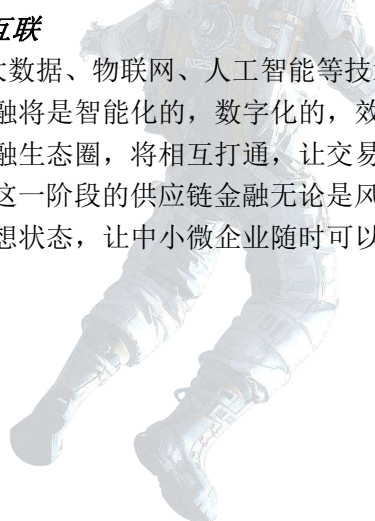 互联
数据、物联网、人工智能等技
融将是智能化的，数字化的，效
融生态圈，将相互打通，让交易
这一阶段的供应链金融无论是风
想状态，让中小微企业随时可以